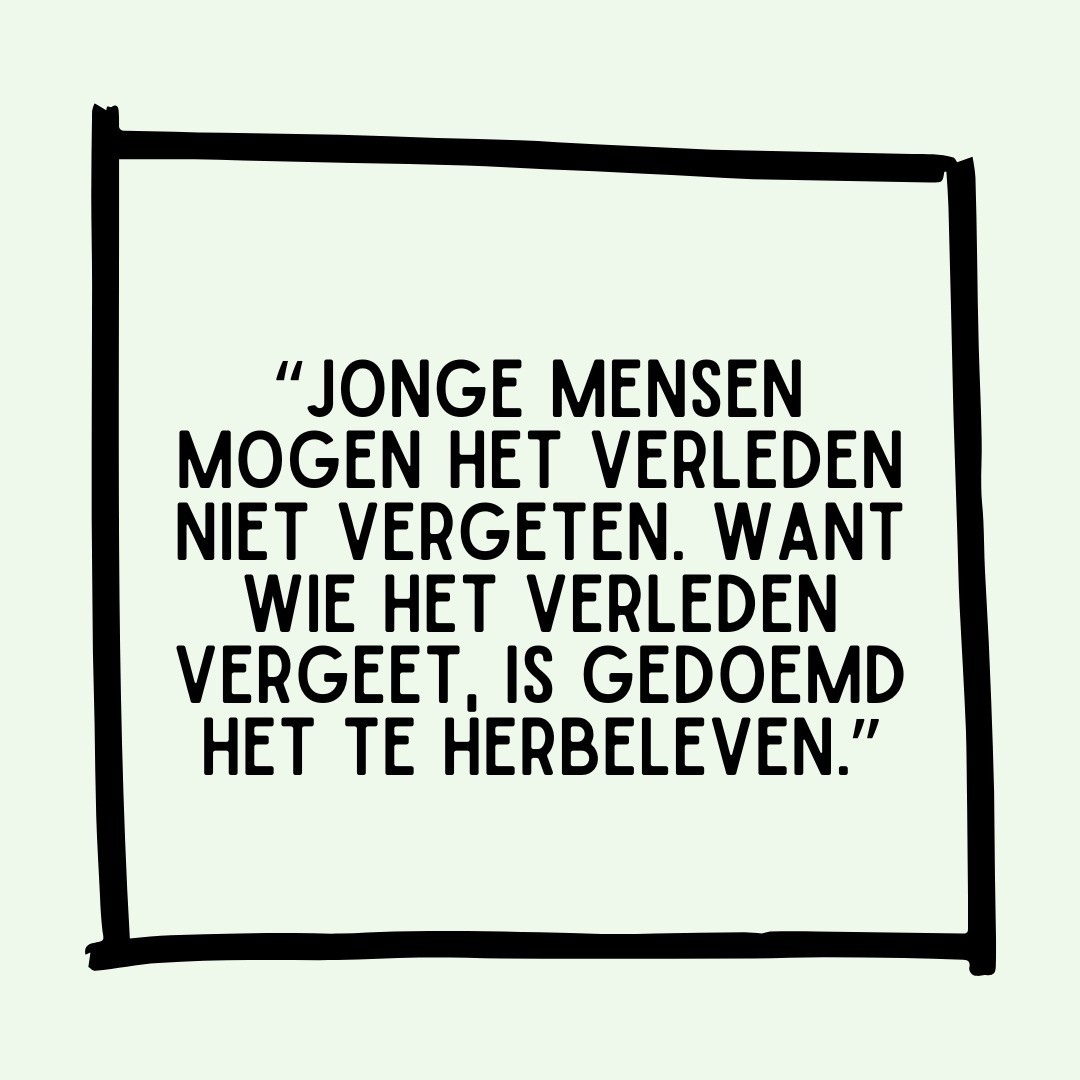 “JONGE MENSEN
MOGEN HET VERLEDEN
NIET VERGETEN. WANT
WIE HET VERLEDEN
VERGEET, IS GEDOEMD
HET TE HERBELEVEN.”